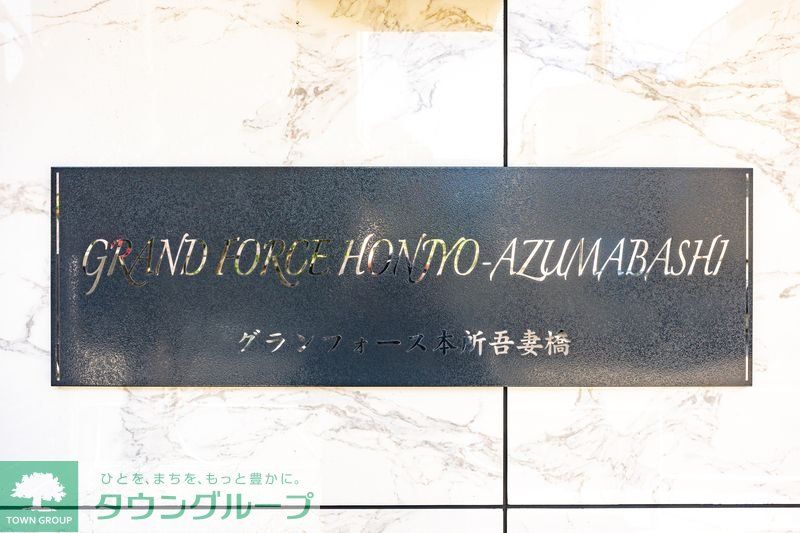 GRAND FORCE HONJYO-AZUMABASHI
グランフォース本所吾妻橋
ひとを、まちを、もっと豊かに。
タウングループ
TOWN GROUP